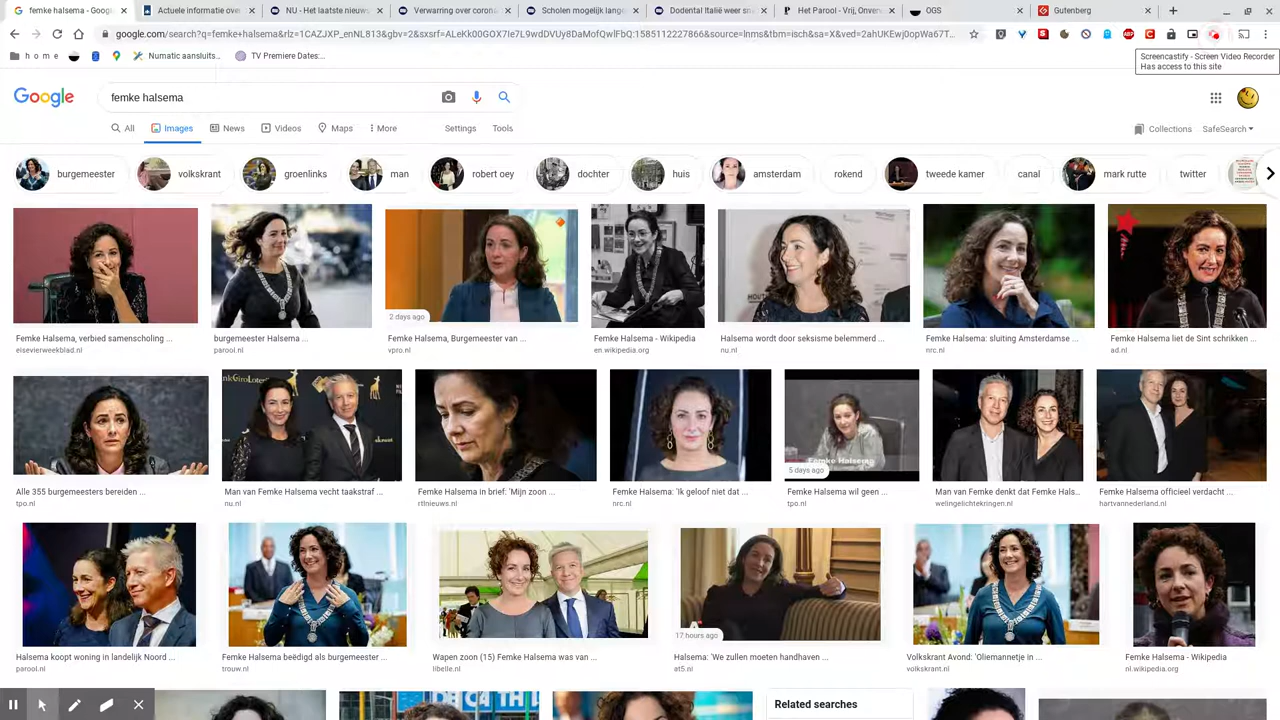 femke halsema - Googl
Actuele informatie over
NU - Het laatste nieuws
Verwarring over corona
Scholen mogelijk lange
Dodental Italië weer sn
Het Parool - Vrij, Onver
OGS
Gutenberg
google.com/search?q=femke+halsema&rlz=1CAZJXP_enNL813&gbv=2&sxsrf=ALeKk00GOX7Ie7L9wdDVUy8DaMofQwlFbQ:1585112227866&source=lnms&tbm=isch&sa=X&ved=2ahUKEwj0opWa67T...
h o m e
Numatic aansluits...
TV Premiere Dates:...
Screencastify - Screen Video Recorder
Has access to this site
Google
femke halsema
All
Images
News
Videos
Maps
More
Settings
Tools
Collections
SafeSearch
burgemeester
volkskrant
groenlinks
man
robert oey
dochter
huis
amsterdam
rokend
tweede kamer
canal
mark rutte
twitter
2 days ago
Femke Halsema, verbied samenscholing ...
elsevierweekblad.nl
burgemeester Halsema ...
parool.nl
Femke Halsema, Burgemeester van ...
vpro.nl
Femke Halsema - Wikipedia
en.wikipedia.org
Halsema wordt door seksisme belemmerd ...
nu.nl
Femke Halsema: sluiting Amsterdamse ...
nrc.nl
Femke Halsema liet de Sint schrikken ...
ad.nl
Femke Halsema
5 days ago
Alle 355 burgemeesters bereiden ...
tpo.nl
Man van Femke Halsema vecht taakstraf ...
nu.nl
Femke Halsema in brief: 'Mijn zoon ...
rtlnieuws.nl
Femke Halsema: 'Ik geloof niet dat ...
nrc.nl
Femke Halsema wil geen ...
tpo.nl
Man van Femke denkt dat Femke Hals...
welingelichtekringen.nl
Femke Halsema officieel verdacht ...
hartvannederland.nl
17 hours ago
Halsema koopt woning in landelijk Noord ...
parool.nl
Femke Halsema beëdigd als burgemeester ...
trouw.nl
Wapen zoon (15) Femke Halsema was van ...
libelle.nl
Halsema: 'We zullen moeten handhaven ...
at5.nl
Volkskrant Avond: 'Oliemannetje in ...
volkskrant.nl
Femke Halsema - Wikipedia
nl.wikipedia.org
Related searches